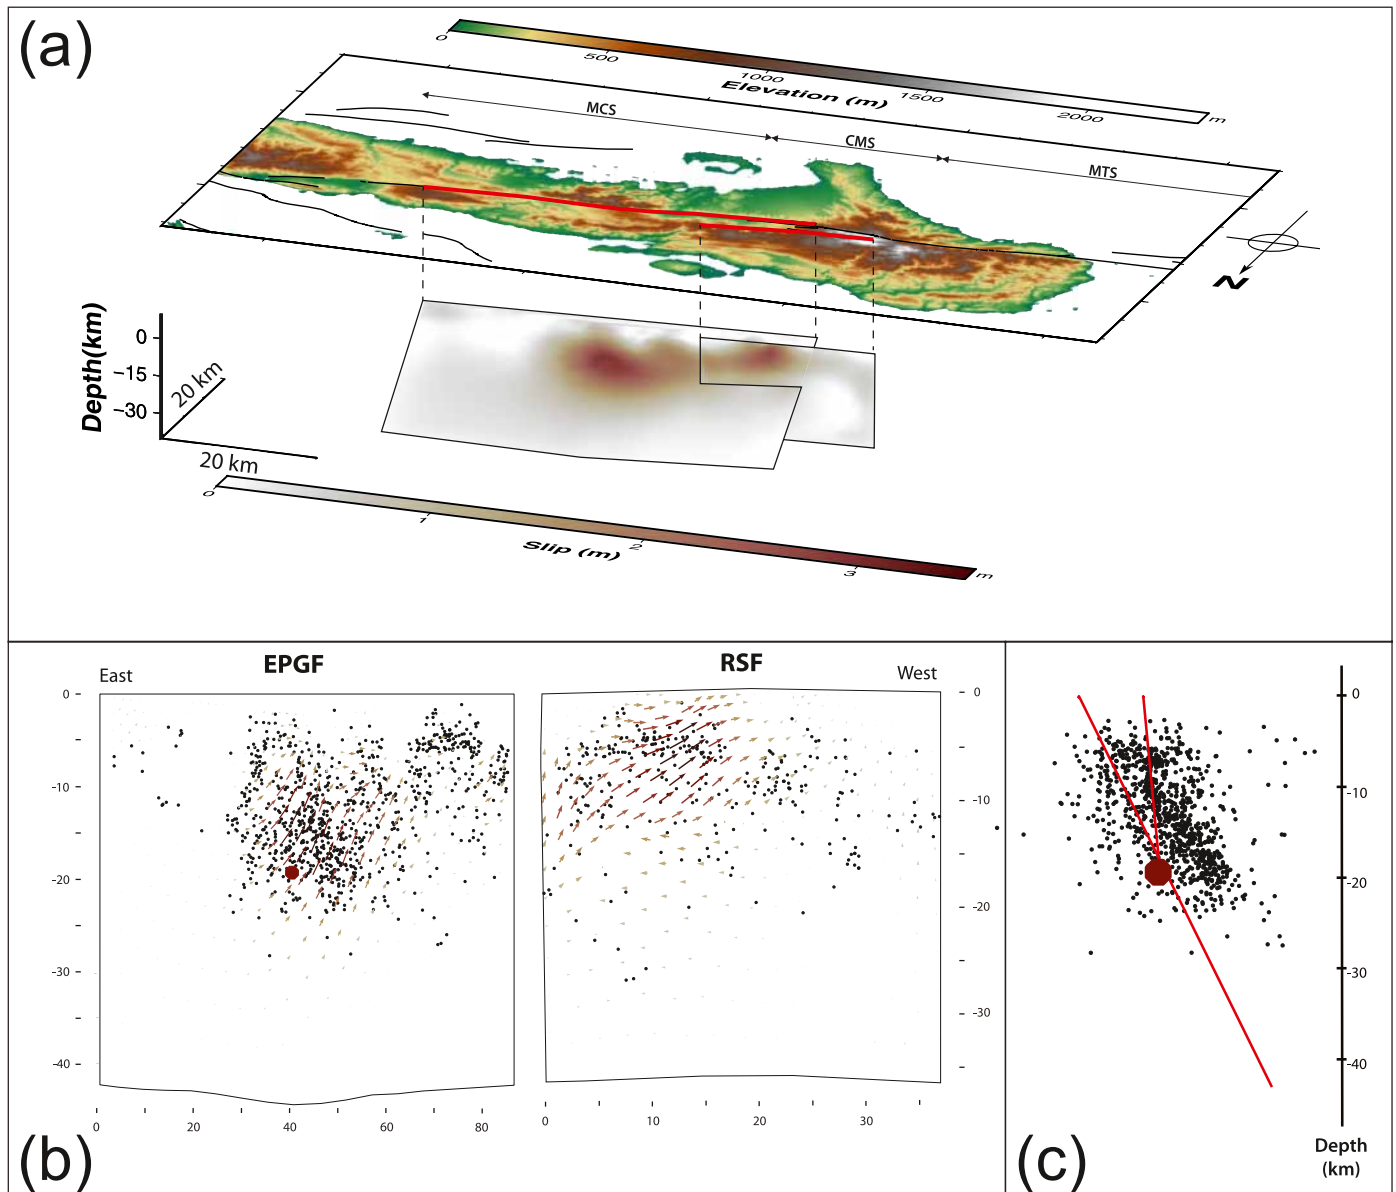 (a)
0
500
1000
1500
2000
m
Elevation (m)
MCS
CMS
MTS
N
Depth(km)
0
−15
−30
20 km
20 km
0
1
2
3
m
Slip (m)
(b)
EPGF
RSF
East
West
0
-10
-20
-30
-40
0
20
40
60
80
0
-10
-20
-30
0
10
20
30
(c)
0
-10
-20
-30
-40
Depth
(km)